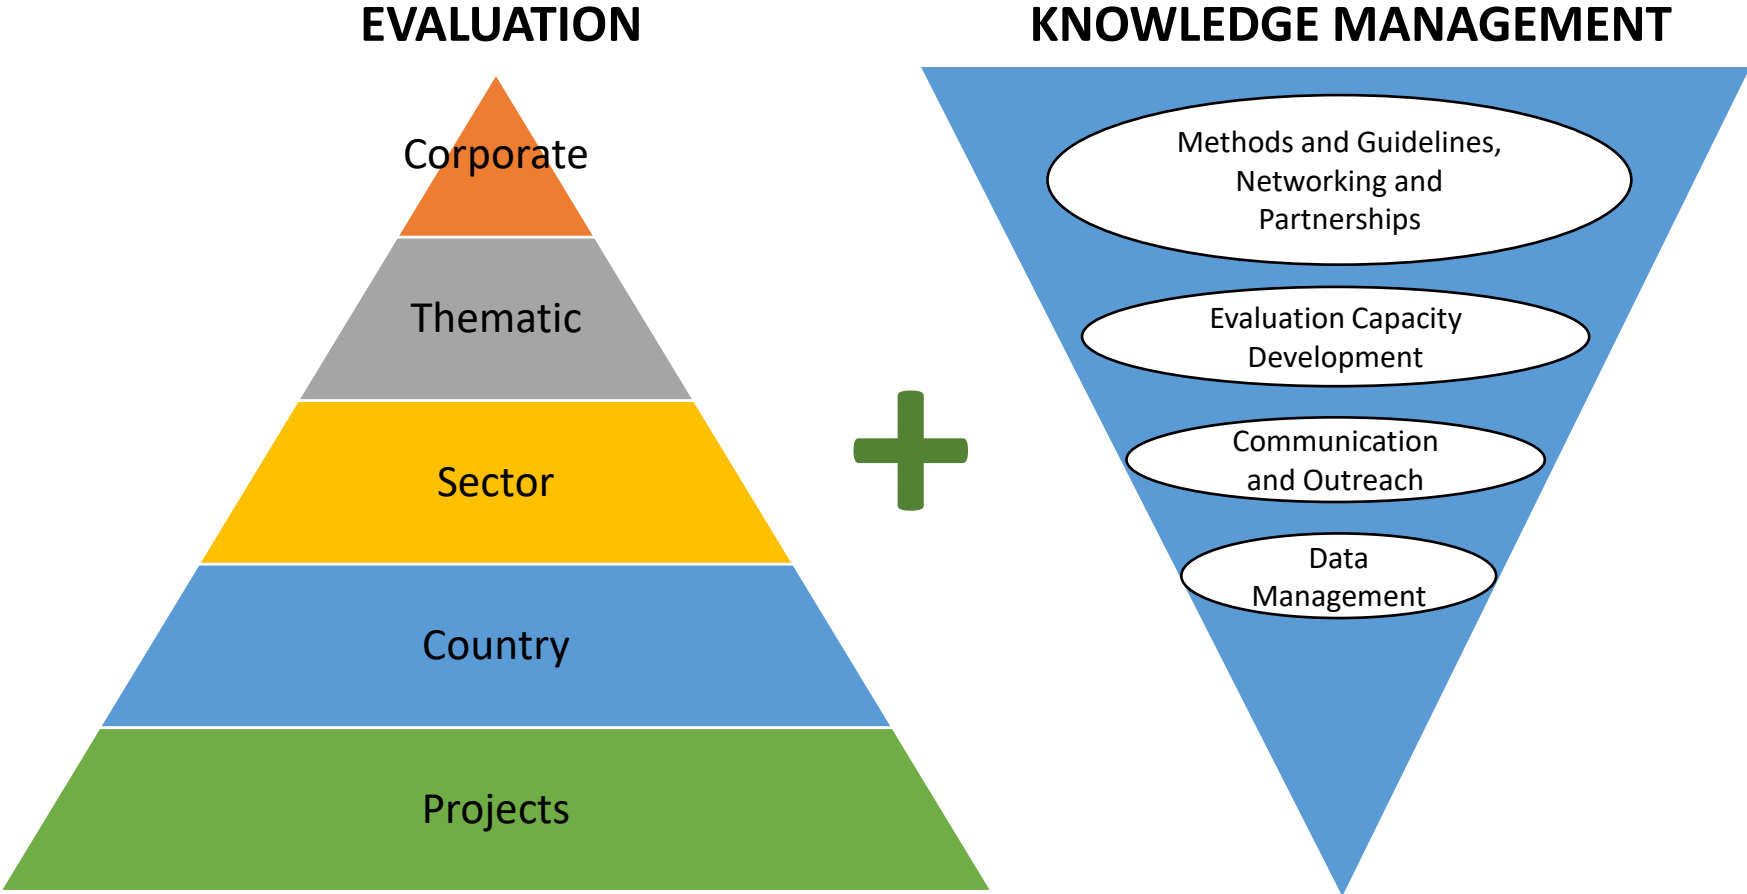 EVALUATION
Corporate
Thematic
Sector
Country
Projects
KNOWLEDGE MANAGEMENT
Methods and Guidelines,
Networking and
Partnerships
Evaluation Capacity
Development
Communication
and Outreach
Data
Management